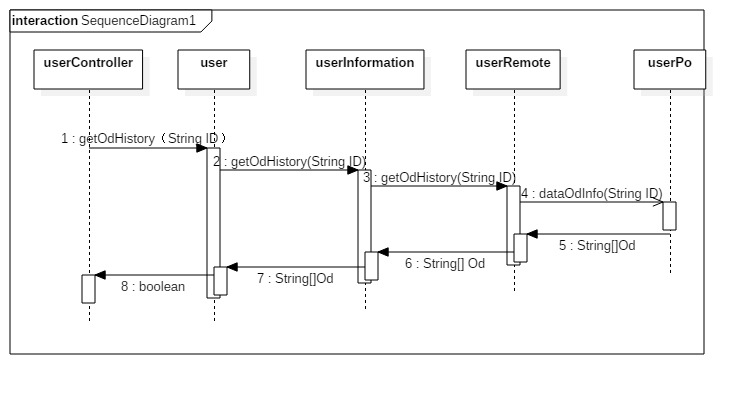 interaction SequenceDiagram1
userController
user
userInformation
userRemote
userPo
1 : getOdHistory（String ID）
2 : getOdHistory(String ID)
3 : getOdHistory(String ID)
4 : dataOdInfo(String ID)
5 : String[]Od
6 : String[] Od
7 : String[]Od
8 : boolean